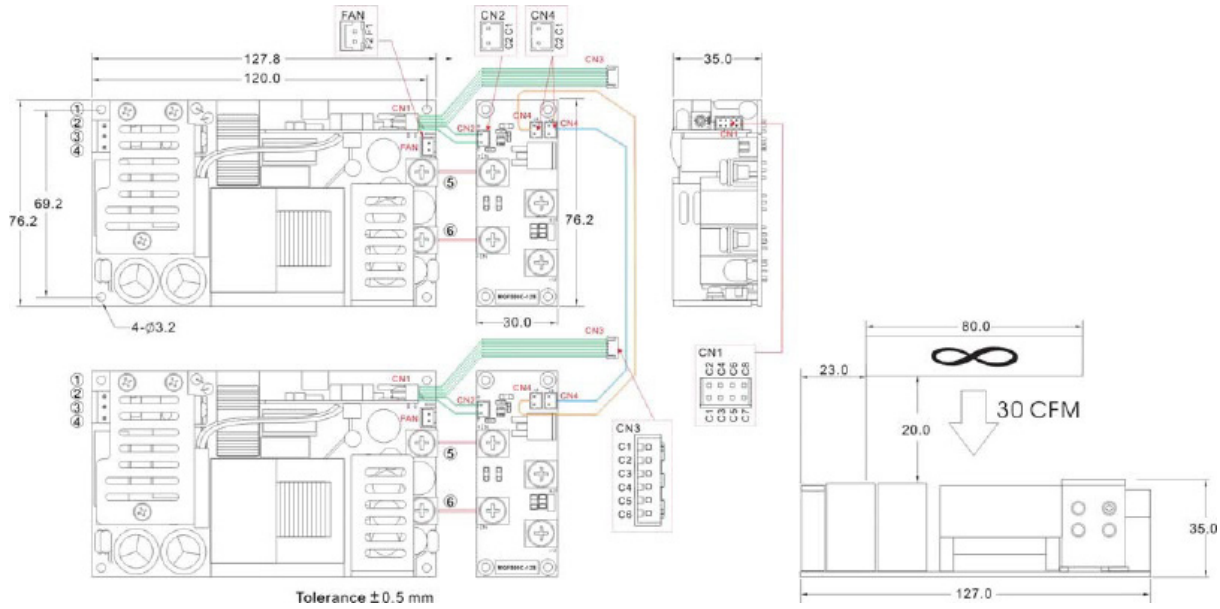 FAN
F2 F1
CN2
C2 C1
CN4
C2 C1
127.8
120.0
35.0
CN3
CN1
CN2
CN4
CN4
FAN
CN1
①
②
③
④
⑤
⑥
69.2
76.2
76.2
4-Ø3.2
30.0
CN3
80.0
CN1
C2 C4 C6 C8
C1 C3 C5 C7
23.0
30 CFM
20.0
①
②
③
④
CN1
CN2
CN4
CN4
FAN
⑤
⑥
CN3
C1
C2
C3
C4
C5
C6
35.0
127.0
Tolerance ±0.5 mm